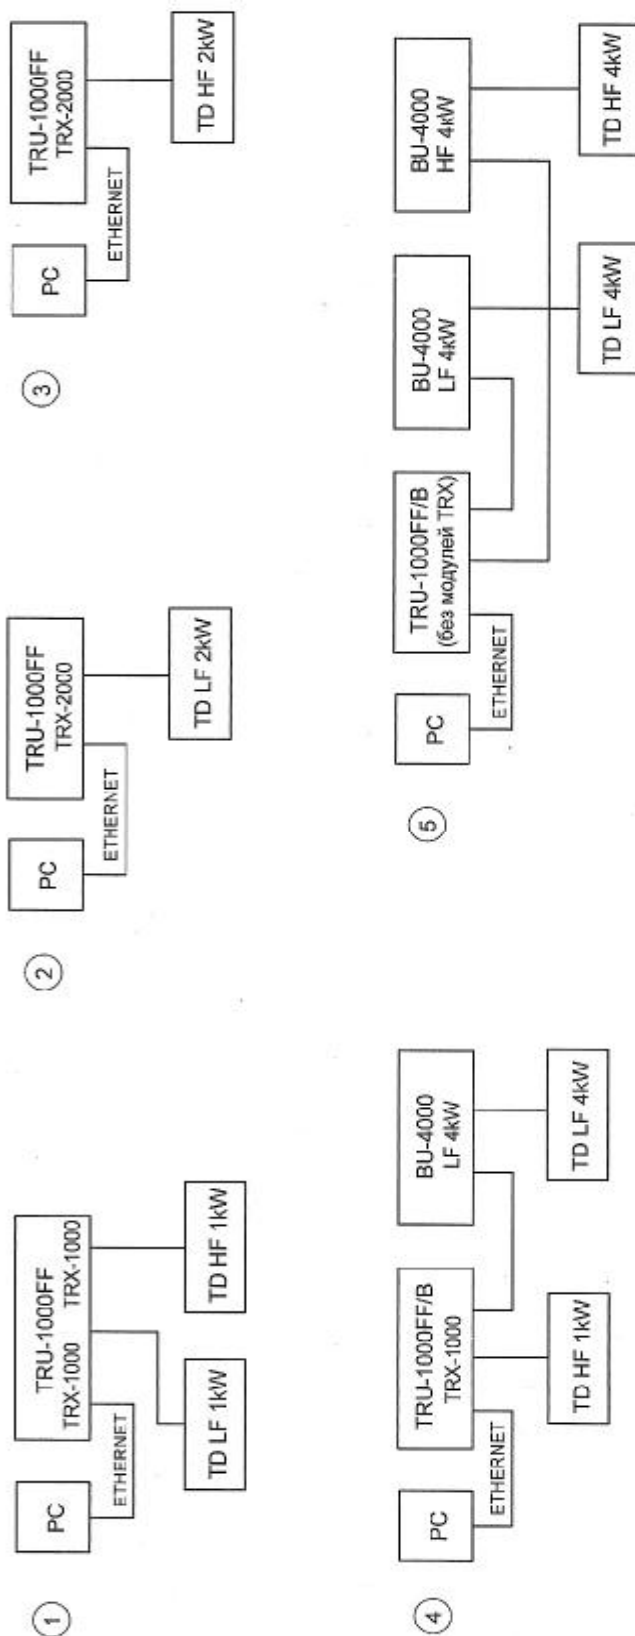 1
PC
ETHERNET
TRU-1000FF
TRX-1000 TRX-1000
TD LF 1kW
TD HF 1kW
2
PC
ETHERNET
TRU-1000FF
TRX-2000
TD LF 2kW
3
PC
ETHERNET
TRU-1000FF
TRX-2000
TD HF 2kW
4
PC
ETHERNET
TRU-1000FF/B
TRX-1000
BU-4000
LF 4kW
TD HF 1kW
TD LF 4kW
5
PC
ETHERNET
TRU-1000FF/B
(без модулей TRX)
BU-4000
LF 4kW
BU-4000
HF 4kW
TD LF 4kW
TD HF 4kW